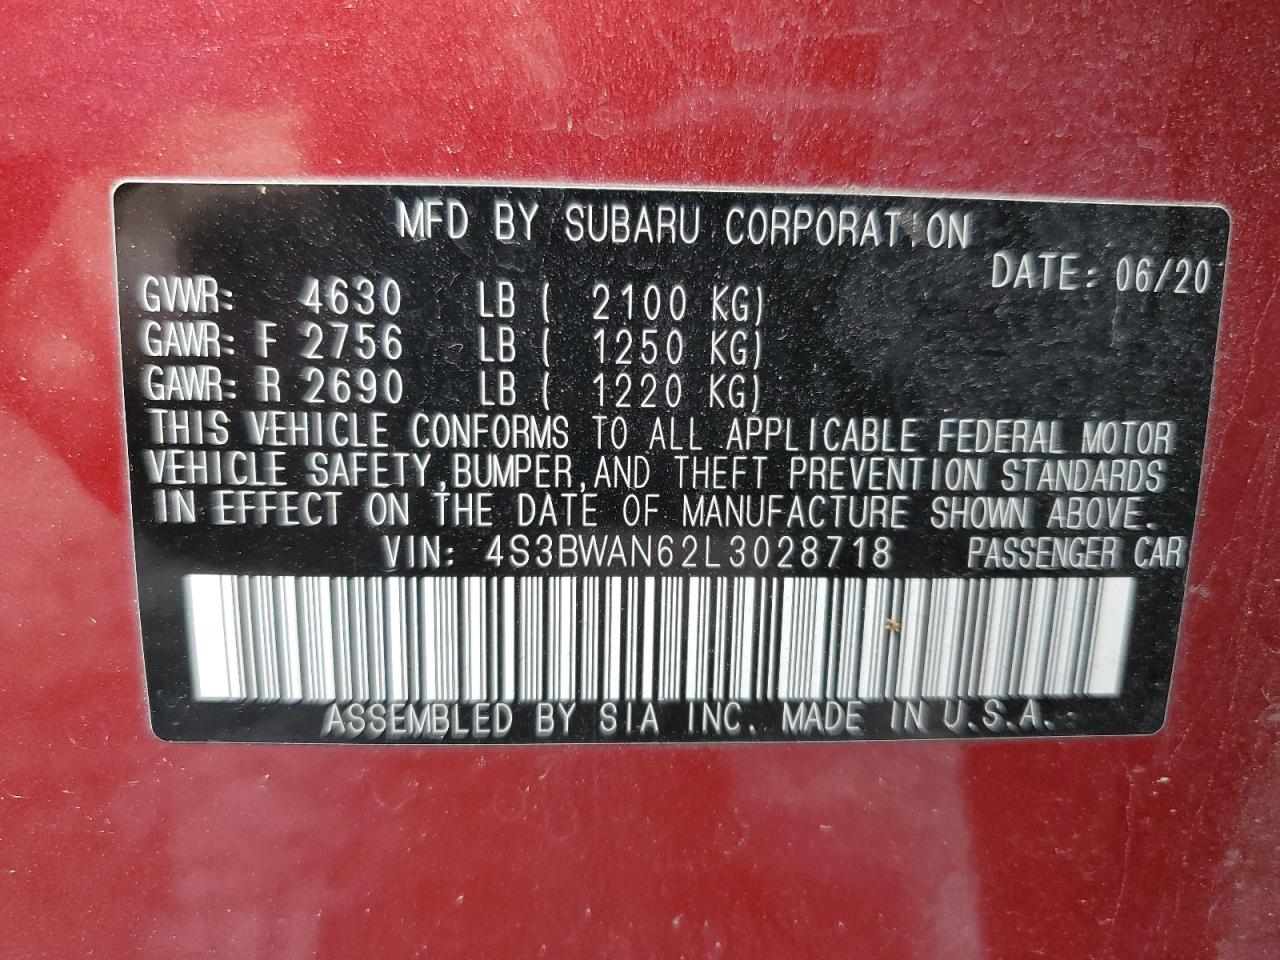 MFD BY SUBARU CORPORATION
DATE: 06/20
GVWR: 4630 LB ( 2100 KG)
GAWR: F 2756 LB ( 1250 KG)
GAWR: R 2690 LB ( 1220 KG)
THIS VEHICLE CONFORMS TO ALL APPLICABLE FEDERAL MOTOR
VEHICLE SAFETY,BUMPER,AND THEFT PREVENTION STANDARDS
IN EFFECT ON THE DATE OF MANUFACTURE SHOWN ABOVE.
VIN: 4S3BWAN62L3028718 PASSENGER CAR
ASSEMBLED BY SIA INC. MADE IN U.S.A.